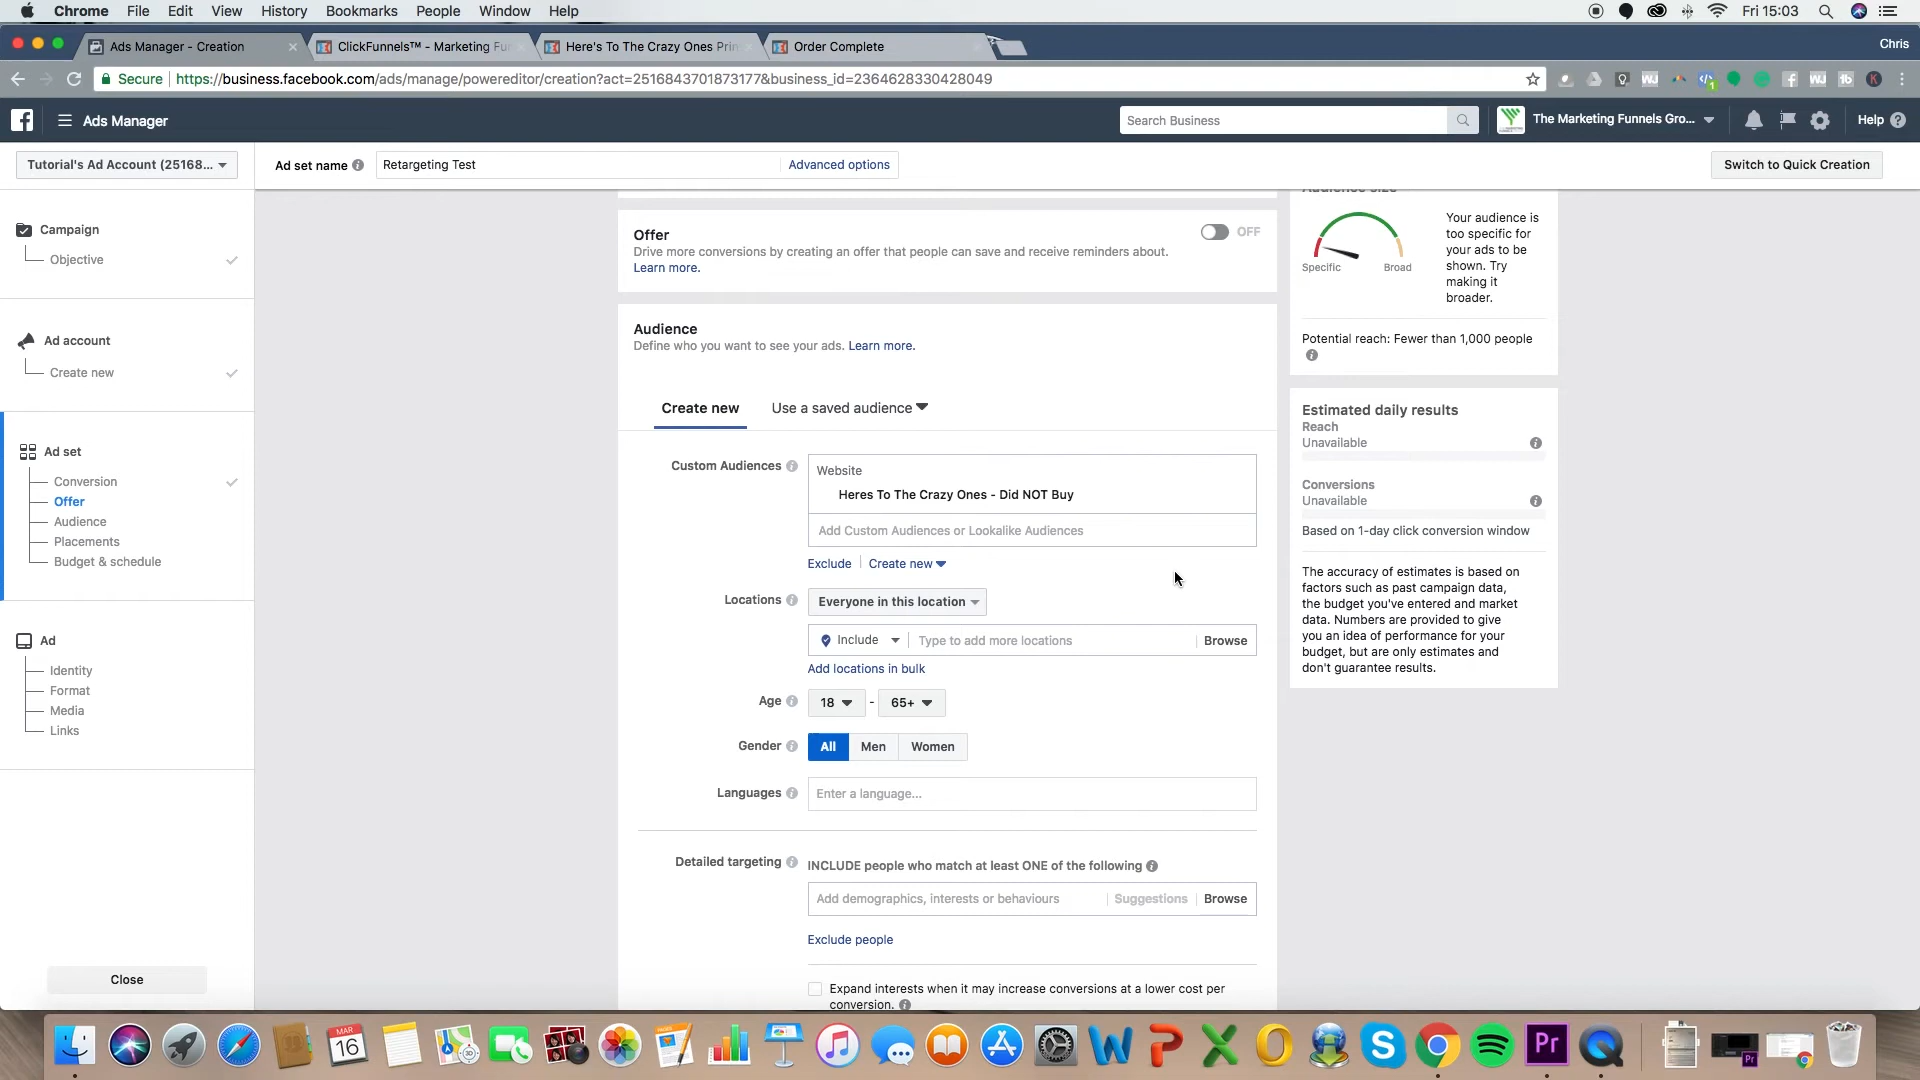 Chrome File Edit View History Bookmarks People Window Help Fri 15:03
Ads Manager - Creation ClickFunnels™ - Marketing Fu Here's To The Crazy Ones Prin Order Complete Chris
Secure https://business.facebook.com/ads/manage/powereditor/creation?act=2516843701873177&business_id=2364628330428049
Ads Manager Search Business The Marketing Funnels Gro... Help
Tutorial's Ad Account (25168... Ad set name Retargeting Test Advanced options Switch to Quick Creation
Campaign
Objective
Ad account
Create new
Ad set
Conversion
Offer
Audience
Placements
Budget & schedule
Ad
Identity
Format
Media
Links
Close
Offer
OFF
Drive more conversions by creating an offer that people can save and receive reminders about.
Learn more.
Audience
Define who you want to see your ads. Learn more.
Create new Use a saved audience
Custom Audiences
Website
Heres To The Crazy Ones - Did NOT Buy
Add Custom Audiences or Lookalike Audiences
Exclude Create new
Locations Everyone in this location
Include Type to add more locations Browse
Add locations in bulk
Age 18 - 65+
Gender All Men Women
Languages Enter a language...
Detailed targeting INCLUDE people who match at least ONE of the following
Add demographics, interests or behaviours Suggestions Browse
Exclude people
Expand interests when it may increase conversions at a lower cost per
conversion.
Audience size
Specific Broad
Your audience is
too specific for
your ads to be
shown. Try
making it
broader.
Potential reach: Fewer than 1,000 people
Estimated daily results
Reach
Unavailable
Conversions
Unavailable
Based on 1-day click conversion window
The accuracy of estimates is based on
factors such as past campaign data,
the budget you've entered and market
data. Numbers are provided to give
you an idea of performance for your
budget, but are only estimates and
don't guarantee results.
MAR
16
Pr